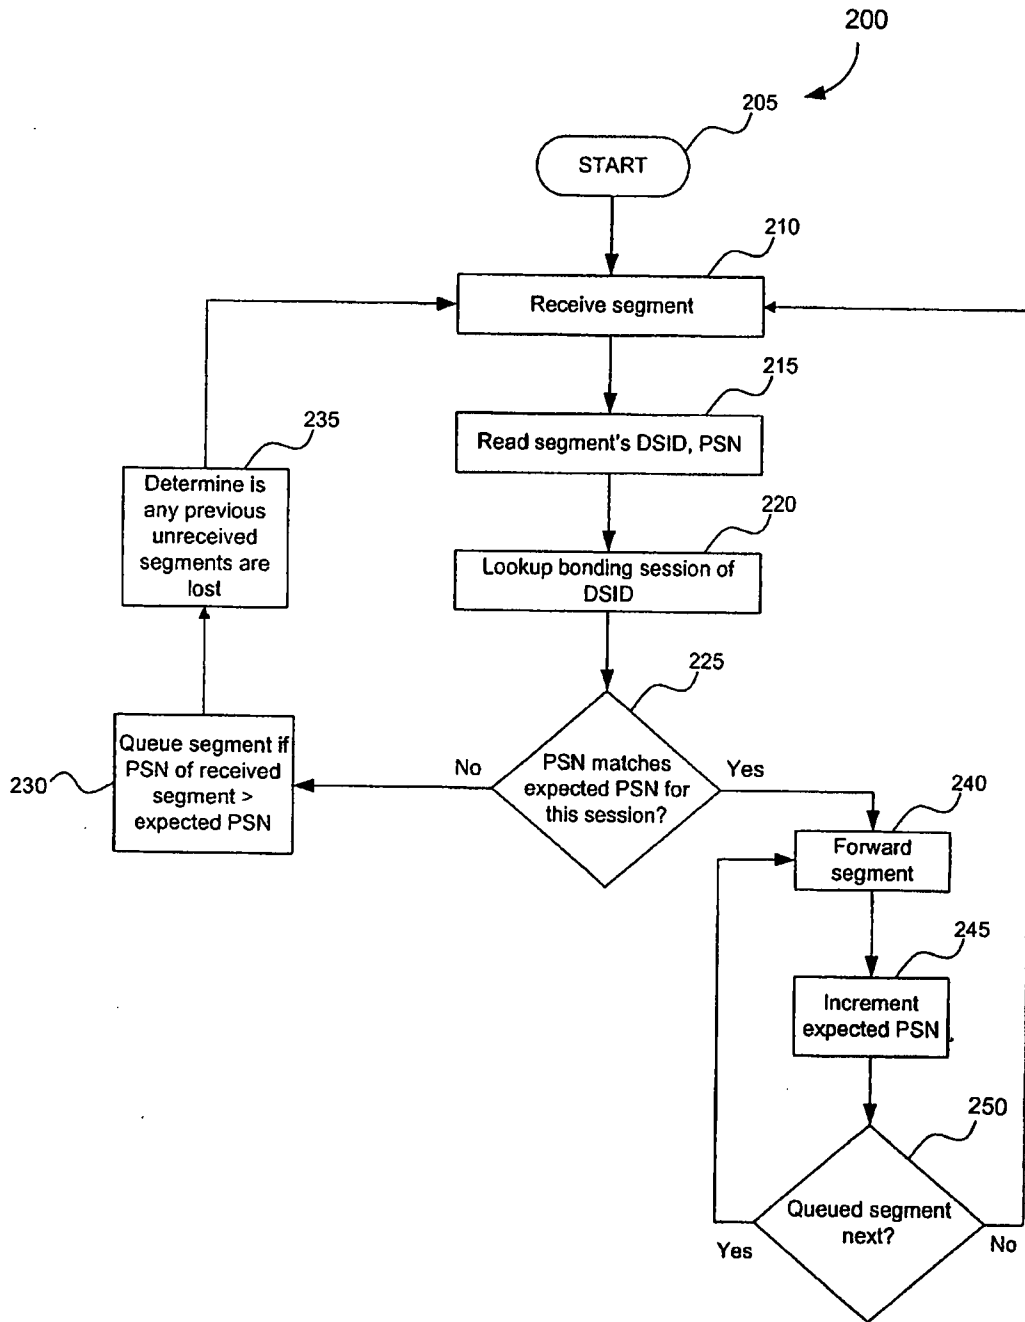 200
205
START
210
Receive segment
215
Read segment's DSID, PSN
235
Determine is
any previous
unreceived
segments are
lost
220
Lookup bonding session of
DSID
225
PSN matches
expected PSN for
this session?
No
Yes
230
Queue segment if
PSN of received
segment >
expected PSN
240
Forward
segment
245
Increment
expected PSN
250
Queued segment
next?
Yes
No